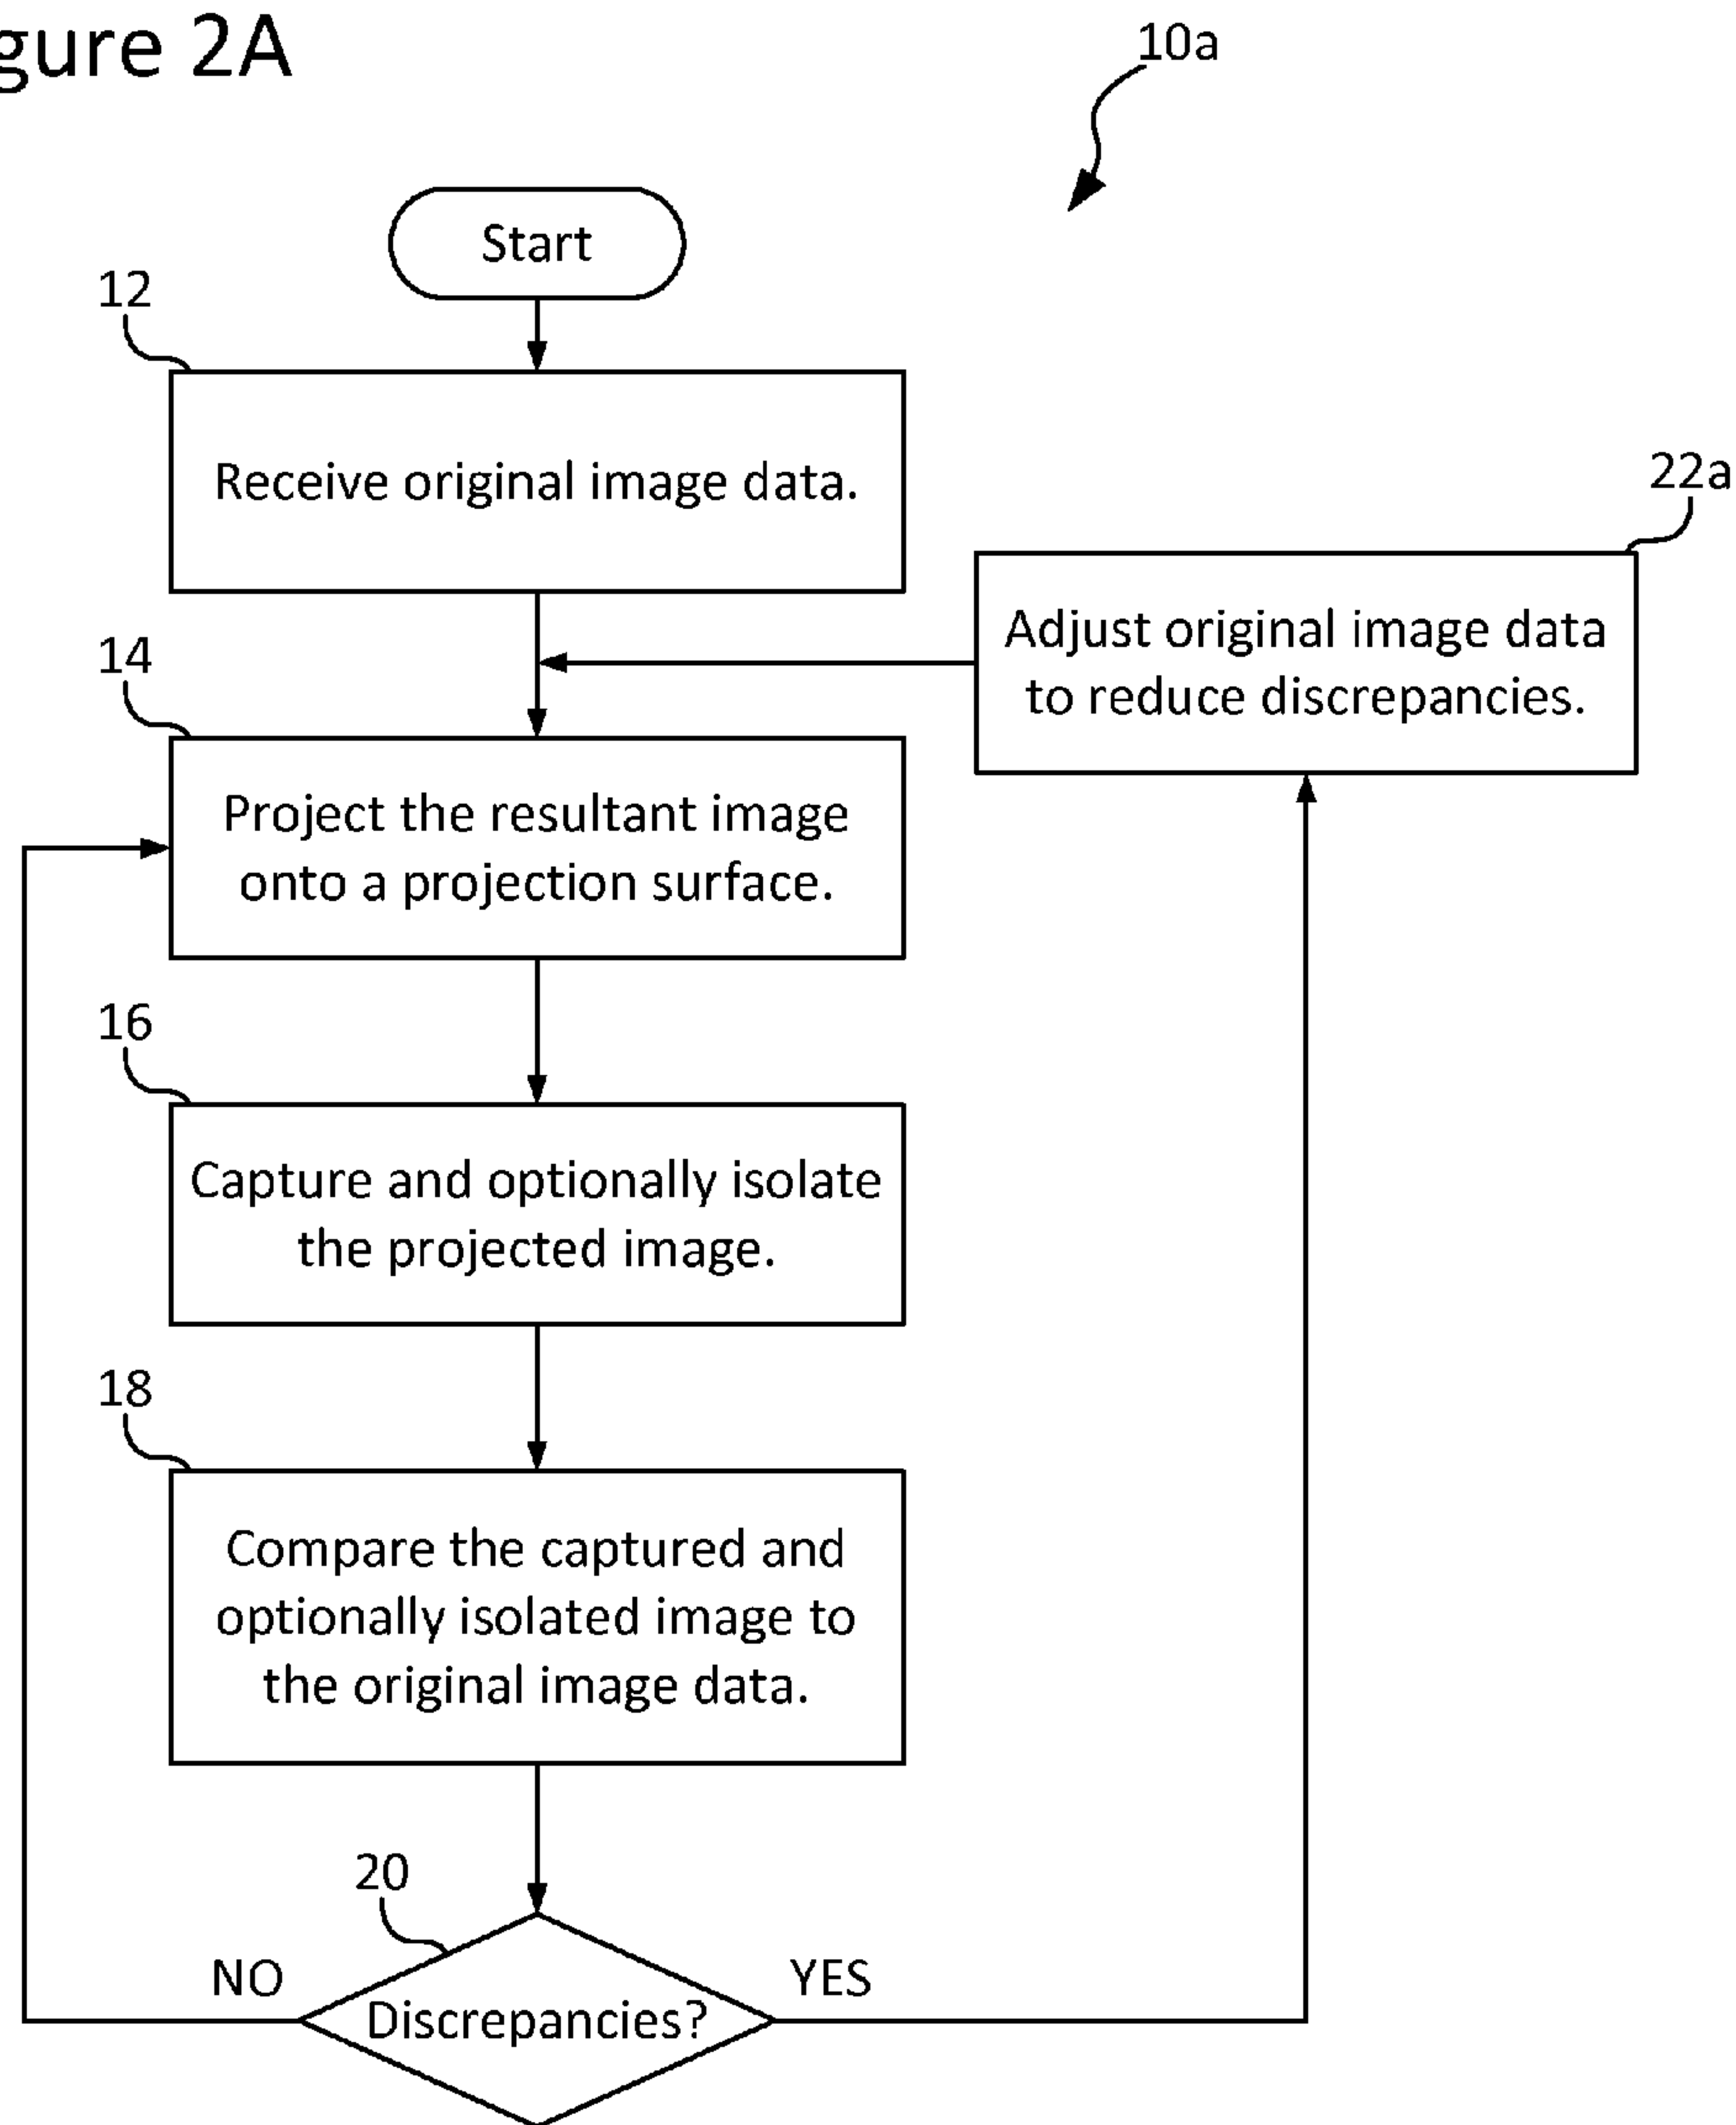 gure 2A
10a
Start
12
Receive original image data.
22a
Adjust original image data
to reduce discrepancies.
14
Project the resultant image
onto a projection surface.
16
Capture and optionally isolate
the projected image.
18
Compare the captured and
optionally isolated image to
the original image data.
20
NO
YES
Discrepancies?